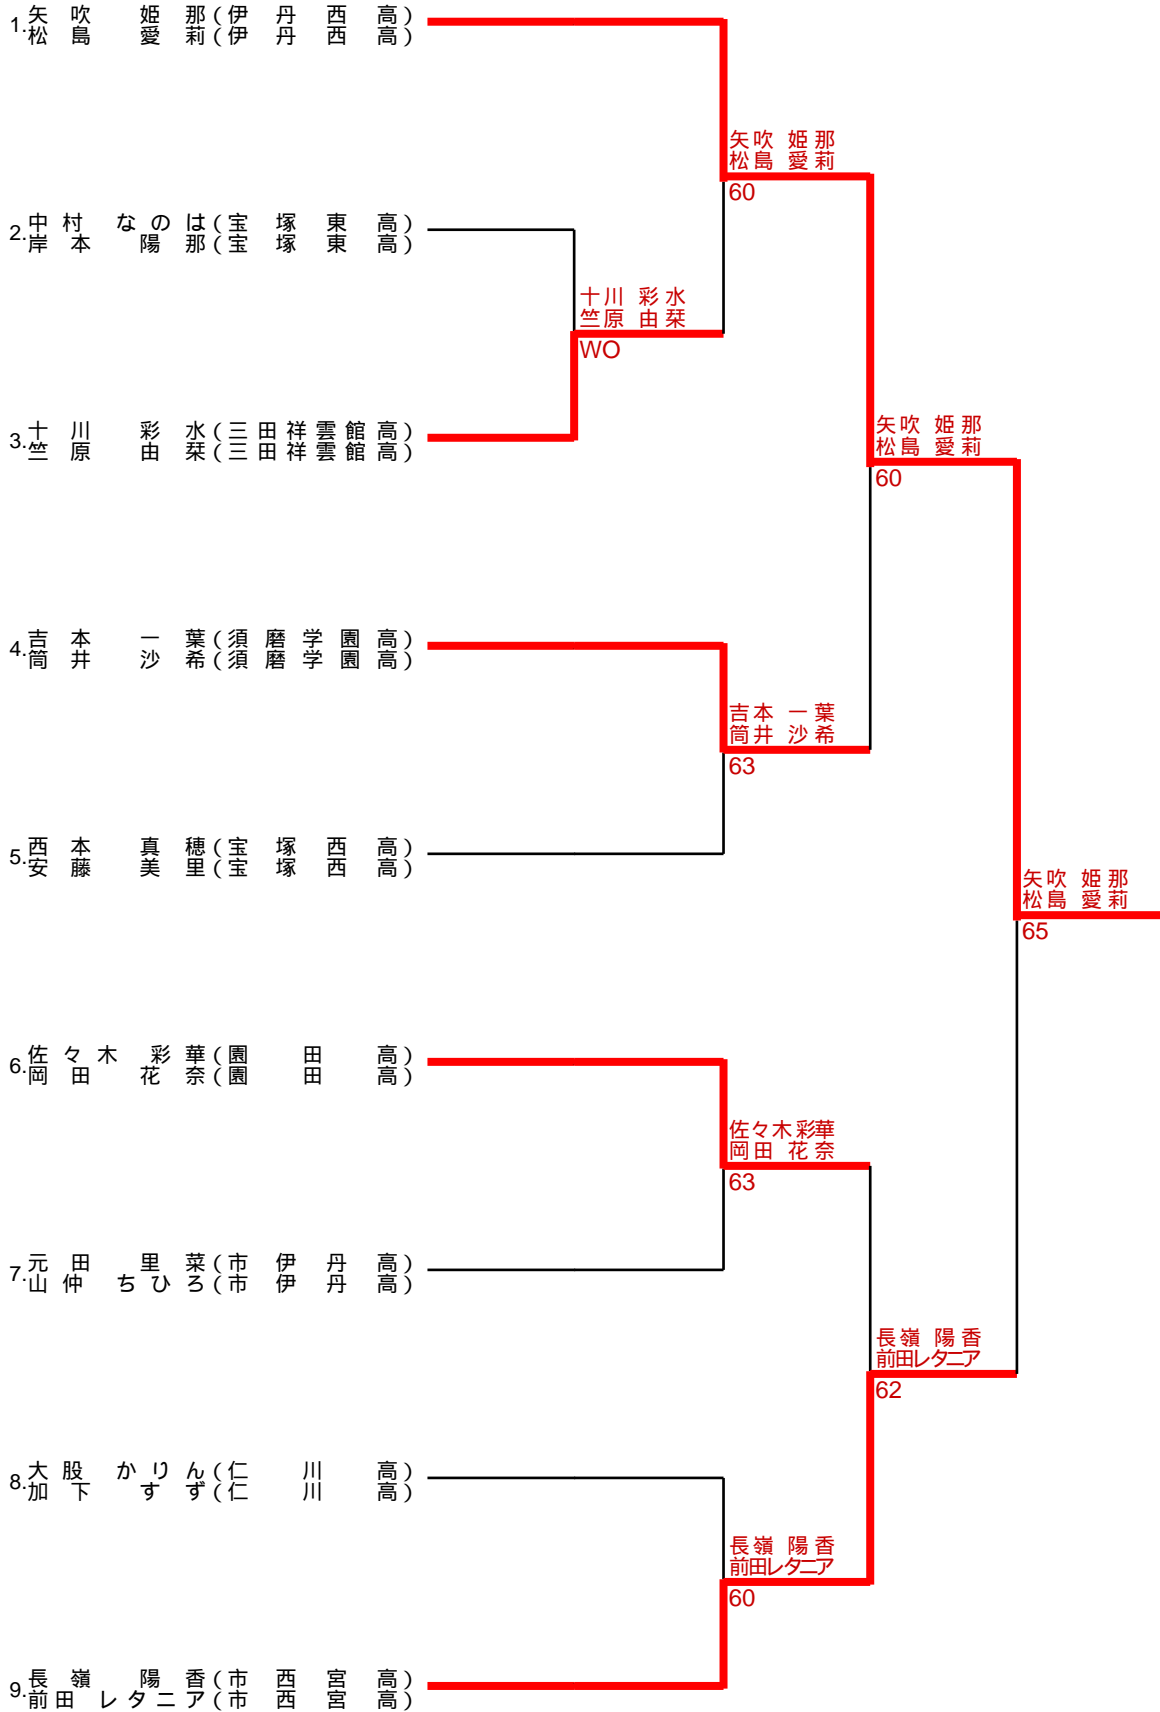 1.矢吹 姫那(伊丹西高)
松島 愛莉(伊丹西高)
矢吹 姫那
松島 愛莉
60
2.中村 なのは(宝塚東高)
岸本 陽那(宝塚東高)
十川 彩水
竺原 由栞
WO
3.十川 彩水(三田祥雲館高)
竺原 由栞(三田祥雲館高)
矢吹 姫那
松島 愛莉
60
4.吉本 一葉(須磨学園高)
筒井 沙希(須磨学園高)
吉本 一葉
筒井 沙希
63
5.西本 真穂(宝塚西高)
安藤 美里(宝塚西高)
矢吹 姫那
松島 愛莉
65
6.佐々木 彩華(園田高)
岡田 花奈(園田高)
佐々木彩華
岡田 花奈
63
7.元田 里菜(市伊丹高)
山仲 ちひろ(市伊丹高)
長嶺 陽香
前田レタニア
62
8.大股 かりん(仁川高)
加下 すず(仁川高)
長嶺 陽香
前田レタニア
60
9.長嶺 陽香(市西宮高)
前田 レタニア(市西宮高)